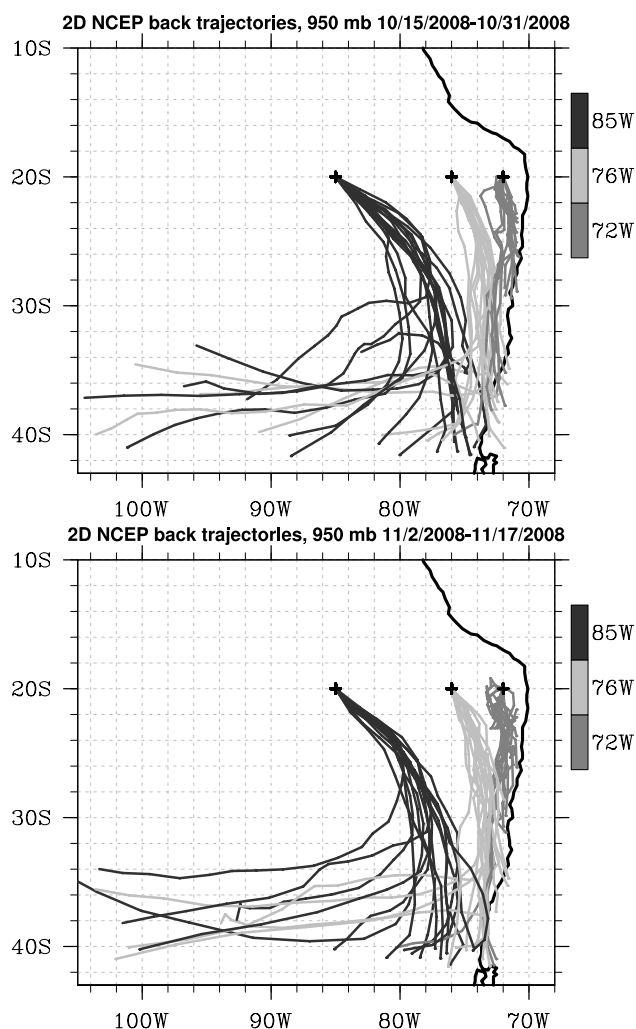 2D NCEP back trajectories, 950 mb 10/15/2008-10/31/2008
10S
20S
30S
40S
100W
90W
80W
70W
85W
76W
72W
2D NCEP back trajectories, 950 mb 11/2/2008-11/17/2008
10S
20S
30S
40S
100W
90W
80W
70W
85W
76W
72W